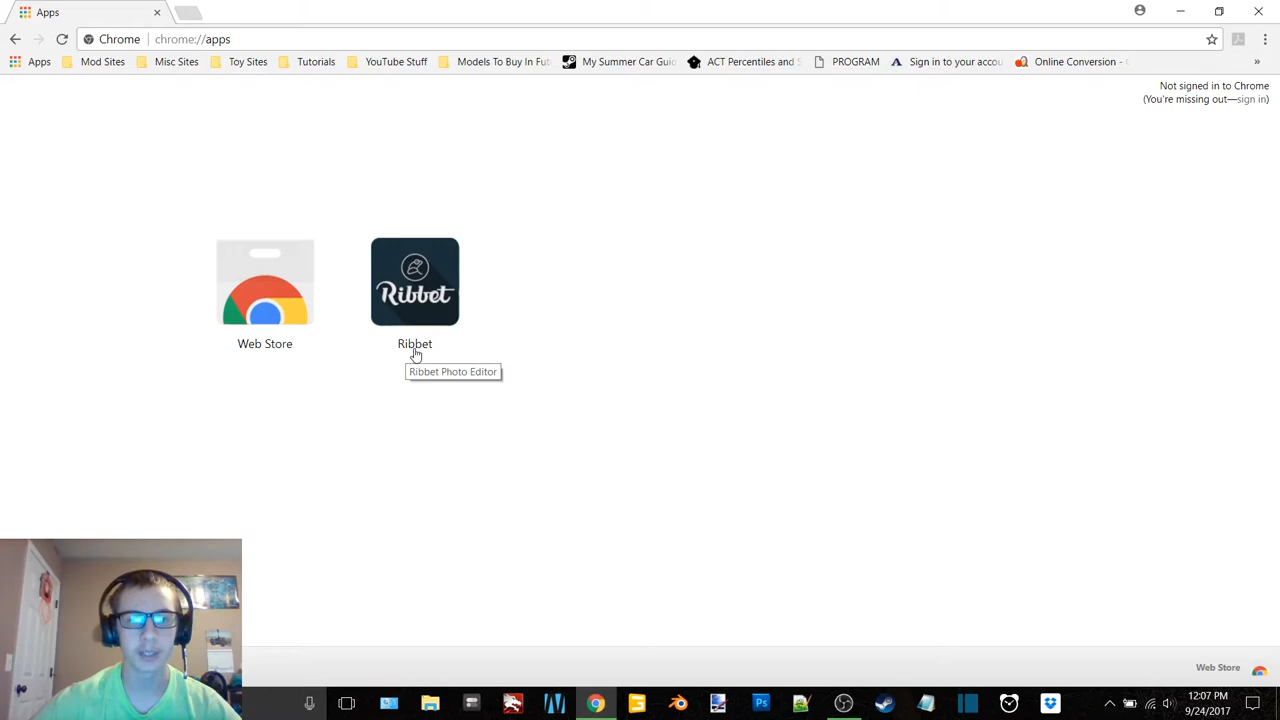 Apps
Chrome
chrome://apps
Apps
Mod Sites
Misc Sites
Toy Sites
Tutorials
YouTube Stuff
Models To Buy In Fut
My Summer Car Guid
ACT Percentiles and S
PROGRAM
Sign in to your accou
Online Conversion -
Not signed in to Chrome
(You're missing out—sign in)
Ribbet
Web Store
Ribbet
Ribbet Photo Editor
Web Store
12:07 PM
9/24/2017